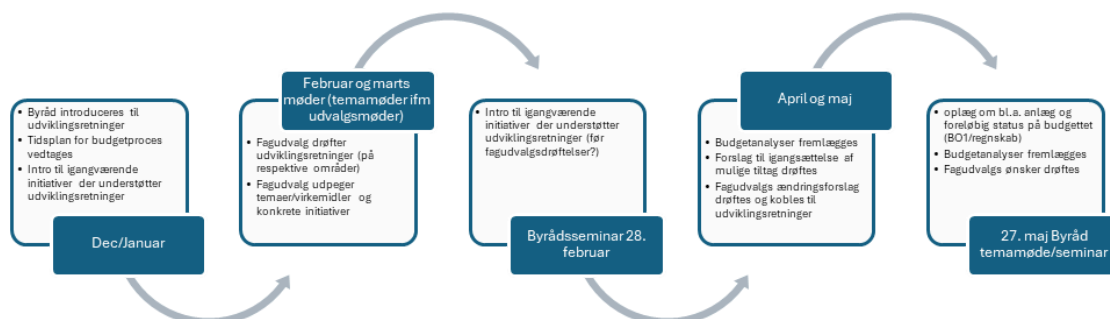 Byråd introduceres til
udviklingsretninger
Tidsplan for budgetproces
vedtages
Intro til igangværende
initiativer der understøtter
udviklingsretninger
Dec/Januar
Februar og marts
møder (temamøder ifm
udvalgsmøder)
Fagudvalg drøfter
udviklingsretninger (på
respektive områder)
Fagudvalg udpeger
temaer/virkemidler og
konkrete initiativer
Intro til igangværende
initiativer der understøtter
udviklingsretninger (før
fagudvalgsdrøftelser?)
Byrådsseminar 28.
februar
April og maj
Budgetanalyser fremlægges
Forslag til igangsættelse af
mulige tiltag drøftes
Fagudvalgs ændringsforslag
drøftes og kobles til
udviklingsretninger
oplæg om bl.a. anlæg og
foreløbig status på budgettet
(BO1/regnskab)
Budgetanalyser fremlægges
Fagudvalgs ønsker drøftes
27. maj Byråd
temamøde/seminar